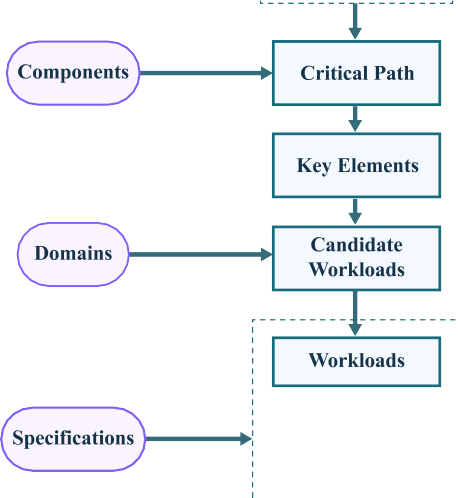 Components
Critical Path
Key Elements
Domains
Candidate
Workloads
Workloads
Specifications